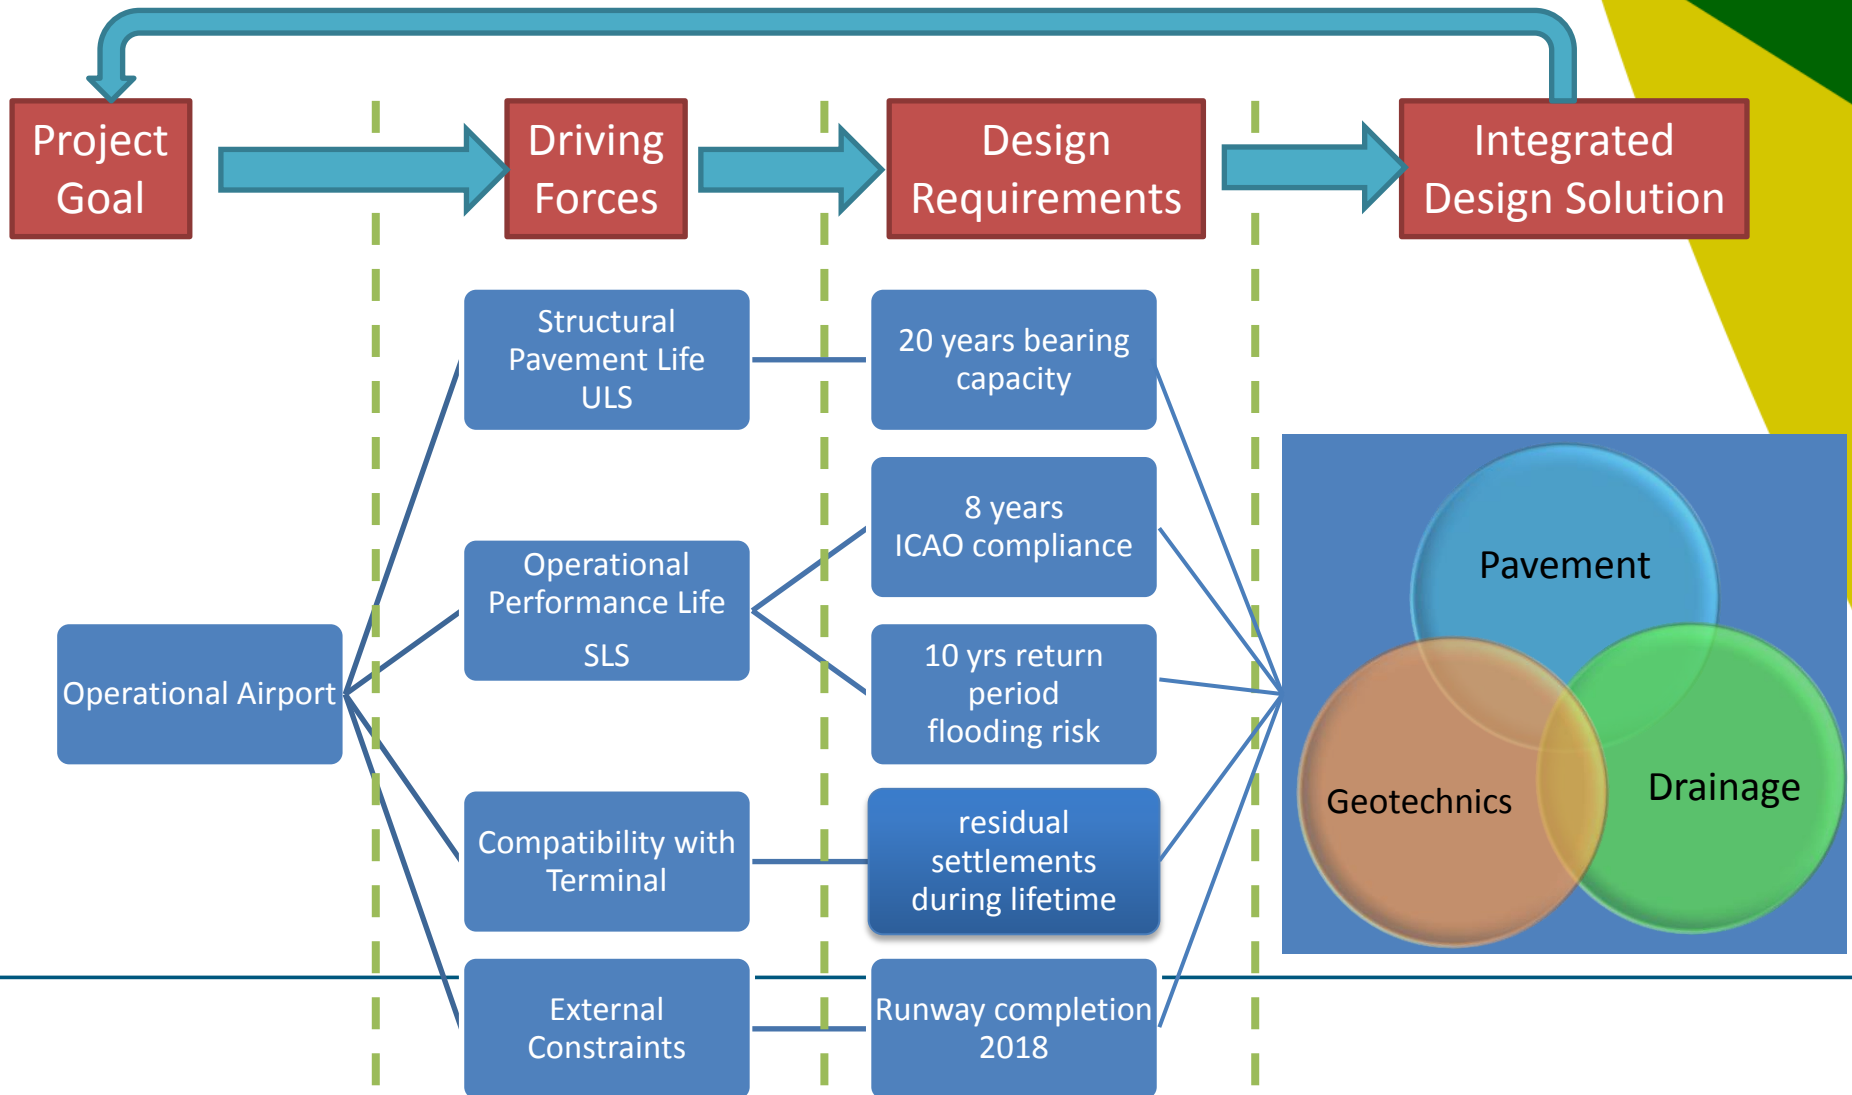 Project
Goal
Driving
Forces
Design
Requirements
Integrated
Design Solution
Operational Airport
Structural
Pavement Life
ULS
Operational
Performance Life
SLS
Compatibility with
Terminal
External
Constraints
20 years bearing
capacity
8 years
ICAO compliance
10 yrs return
period
flooding risk
residual
settlements
during lifetime
Runway completion
2018
Pavement
Geotechnics
Drainage